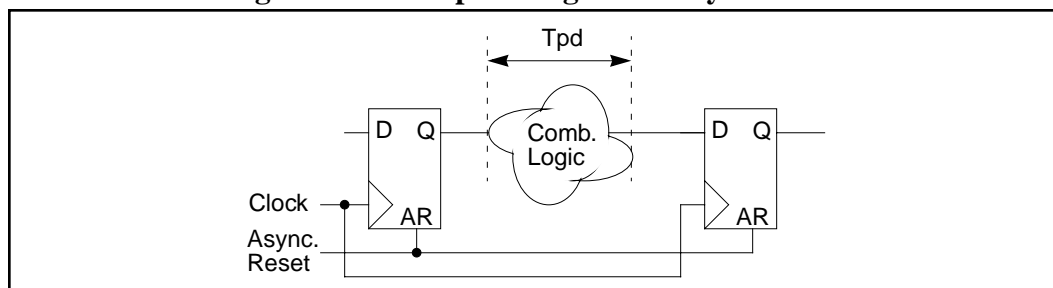 Tpd
D Q
Comb.
Logic
D Q
Clock
AR
AR
Async.
Reset